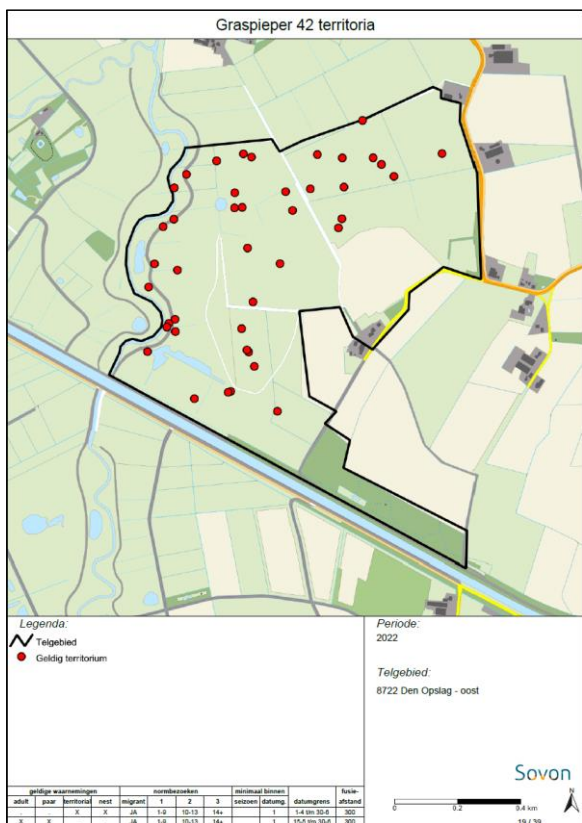 Graspieper 42 territoria
Legenda:
Telgebied
Geldig territorium
Periode:
2022
Telgebied:
8722 Den Opslag - oost
Sovon
0 0.2 0.4 km
N
19 / 39
geldige waarnemingen normbezoeken minimaal binnen fusie-
adult paar territorial nest migrant 1 2 3 seizoen datumg. datumgrens afstand
. . X X JA 1-9 10-13 14+ 1 1-4 t/m 30-6 300
X X JA 1-9 10-13 14+ 1 15-5 t/m 30-6 300